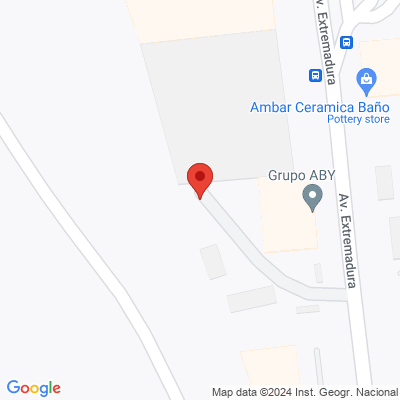 Av. Extremadura
Ambar Ceramica Baño
Pottery store
Grupo ABY
Av. Extremadura
Google
Map data ©2024 Inst. Geogr. Nacional